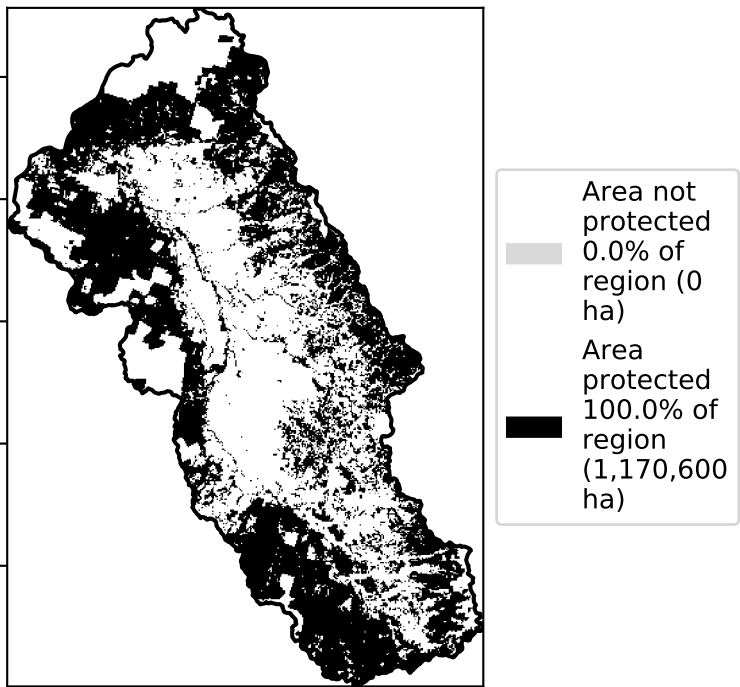 Area not
protected
0.0% of
region (0
ha)
Area
protected
100.0% of
region
(1,170,600
ha)